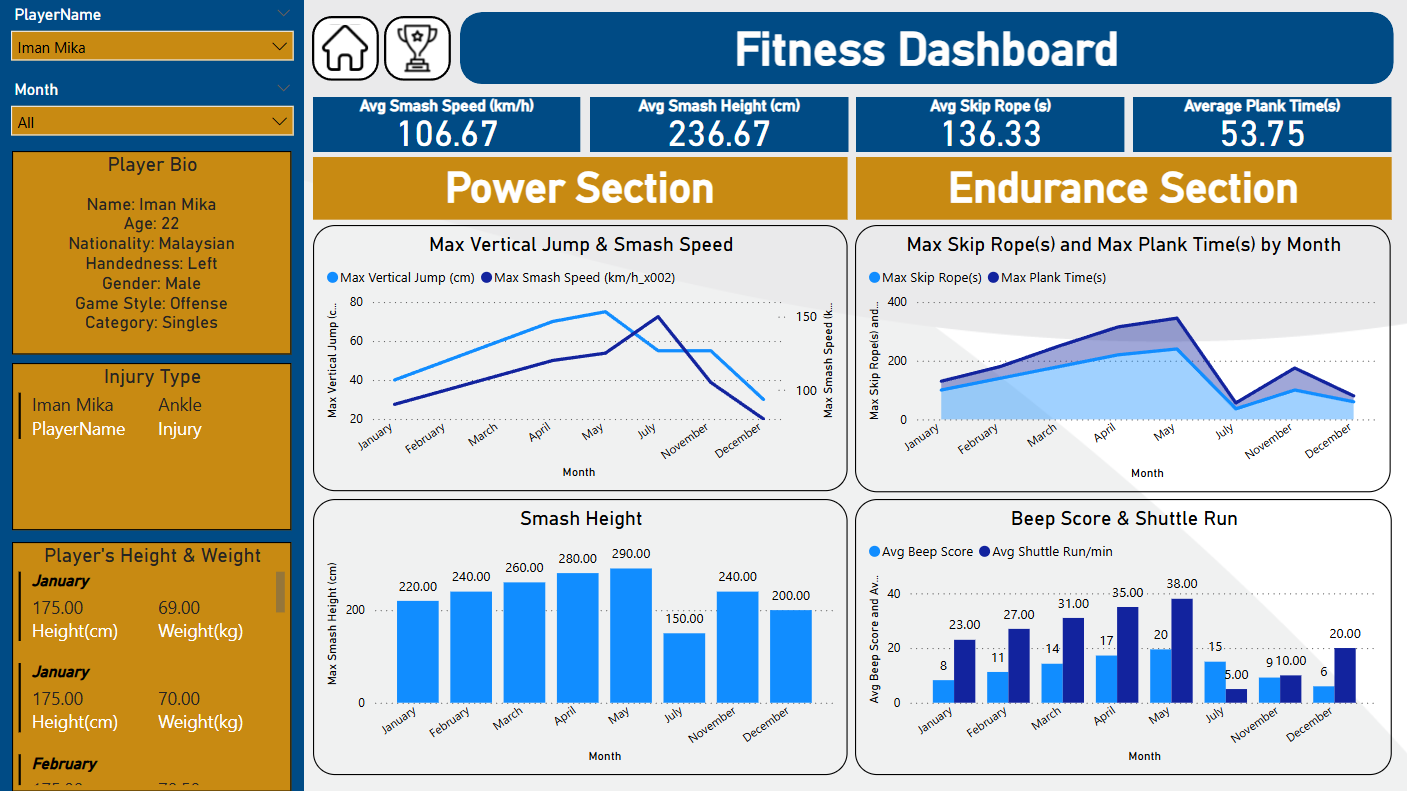 PlayerName
Iman Mika
Month
All
Player Bio
Name: Iman Mika
Age: 22
Nationality: Malaysian
Handedness: Left
Gender: Male
Game Style: Offense
Category: Singles
Injury Type
Iman Mika Ankle
PlayerName Injury
Player's Height & Weight
January
175.00 69.00
Height(cm) Weight(kg)
January
175.00 70.00
Height(cm) Weight(kg)
February
Fitness Dashboard
Avg Smash Speed (km/h)
106.67
Avg Smash Height (cm)
236.67
Avg Skip Rope (s)
136.33
Average Plank Time(s)
53.75
Power Section
Endurance Section
Max Vertical Jump & Smash Speed
Max Vertical Jump (cm) Max Smash Speed (km/h_x002)
Max Vertical Jump (c...
80
60
40
20
150
100
Max Smash Speed (k...
January February March April May July November December
Month
Max Skip Rope(s) and Max Plank Time(s) by Month
Max Skip Rope(s) Max Plank Time(s)
Max Skip Rope(s) and...
400
200
0
January February March April May July November December
Month
Smash Height
Max Smash Height (cm)
200
0
220.00 240.00 260.00 280.00 290.00 150.00 240.00 200.00
January February March April May July November December
Month
Beep Score & Shuttle Run
Avg Beep Score Avg Shuttle Run/min
Avg Beep Score and Av...
40
20
0
8 23.00 11 27.00 14 31.00 17 35.00 20 38.00 15 5.00 9 10.00 6 20.00
January February March April May July November December
Month